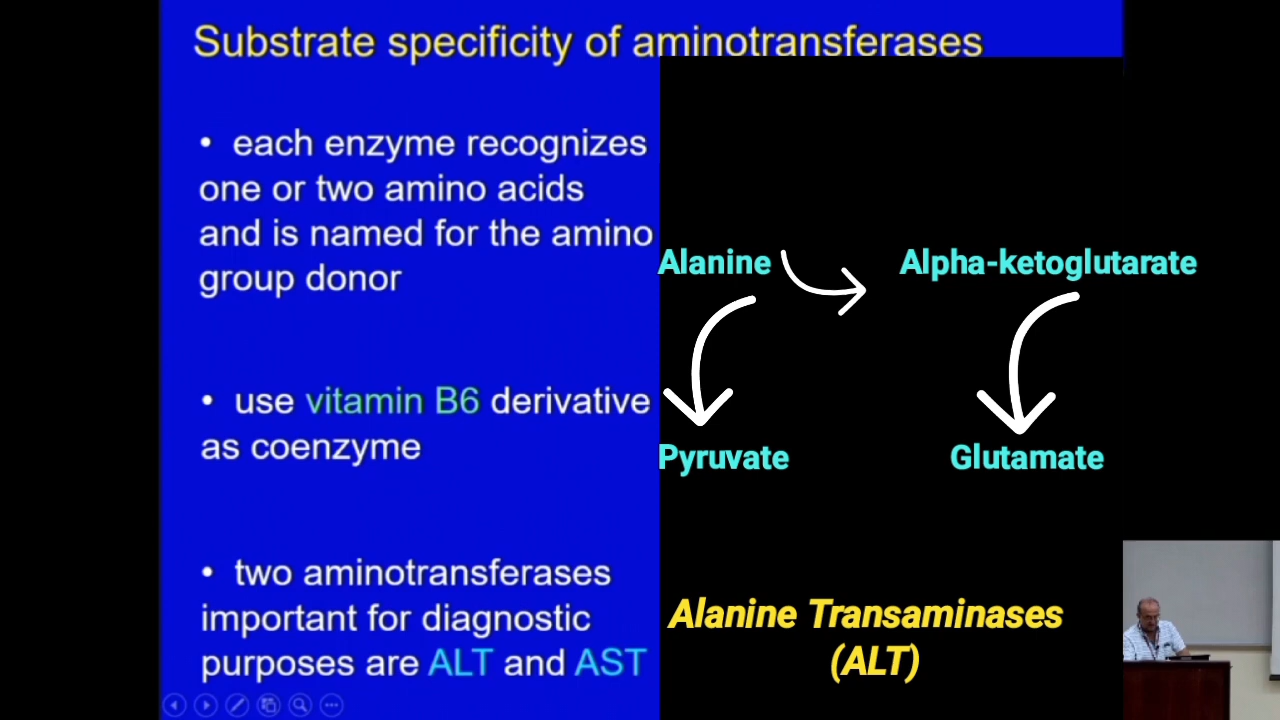 Substrate specificity of aminotransferases
• each enzyme recognizes
one or two amino acids
and is named for the amino
group donor
• use vitamin B6 derivative
as coenzyme
• two aminotransferases
important for diagnostic
purposes are ALT and AST
Alanine
Alpha-ketoglutarate
Pyruvate
Glutamate
Alanine Transaminases
(ALT)